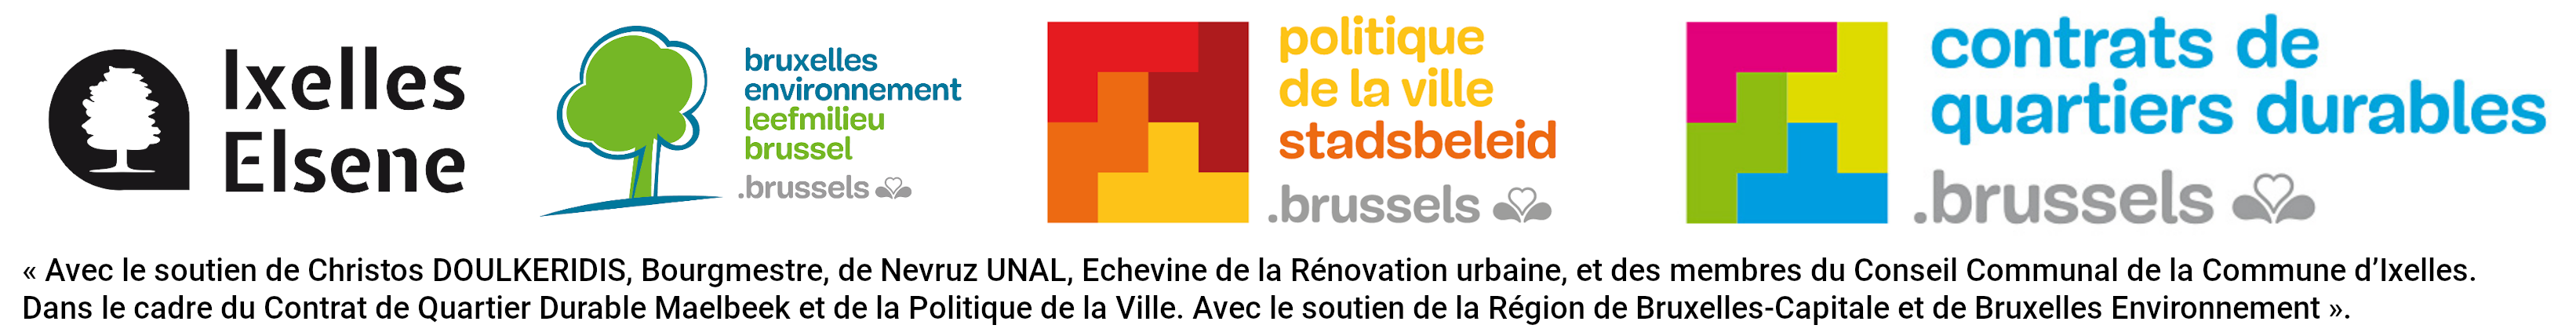 Ixelles
Elsene
bruxelles
environnement
leefmilieu
brussel
.brussels
politique
de la ville
stadsbeleid
.brussels
contrats de
quartiers durables
.brussels
« Avec le soutien de Christos DOULKERIDIS, Bourgmestre, de Nevruz UNAL, Echevine de la Rénovation urbaine, et des membres du Conseil Communal de la Commune d’Ixelles.
Dans le cadre du Contrat de Quartier Durable Maelbeek et de la Politique de la Ville. Avec le soutien de la Région de Bruxelles-Capitale et de Bruxelles Environnement ».